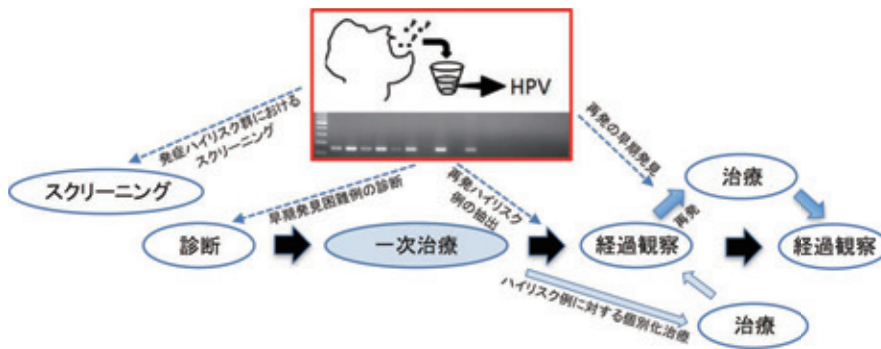 HPV
発症ハイリスク群における
スクリーニング
再発の早期発見
スクリーニング
早期発見困難例の診断
再発ハイリスク
例の抽出
治療
再発
診断
一次治療
経過観察
経過観察
ハイリスク例に対する個別化治療
治療